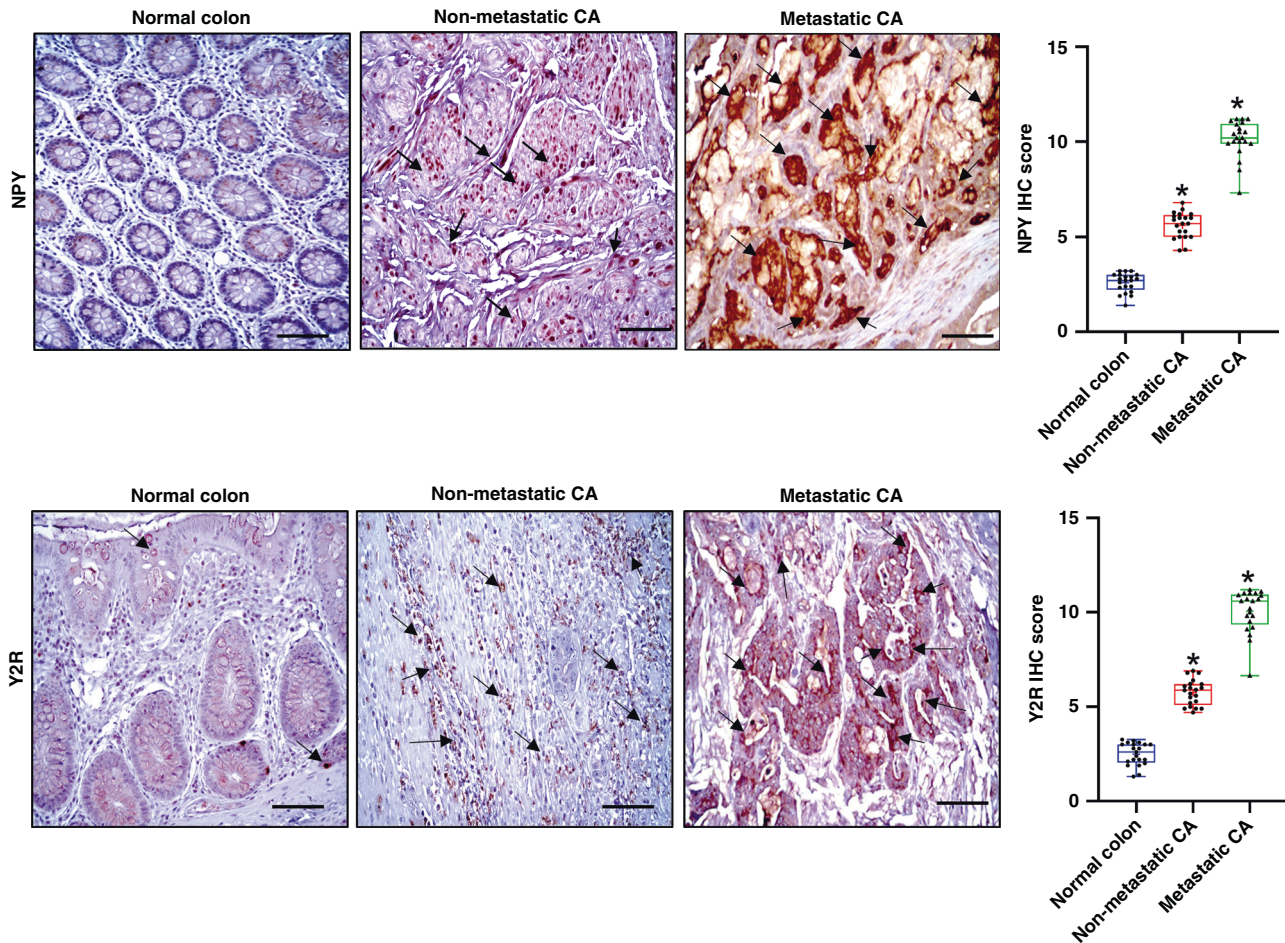 Normal colon
Non-metastatic CA
Metastatic CA
NPY
NPY IHC score
15
10
5
0
*
*
Normal colon
Non-metastatic CA
Metastatic CA
Normal colon
Non-metastatic CA
Metastatic CA
Y2R
Y2R IHC score
15
10
5
0
*
*
Normal colon
Non-metastatic CA
Metastatic CA